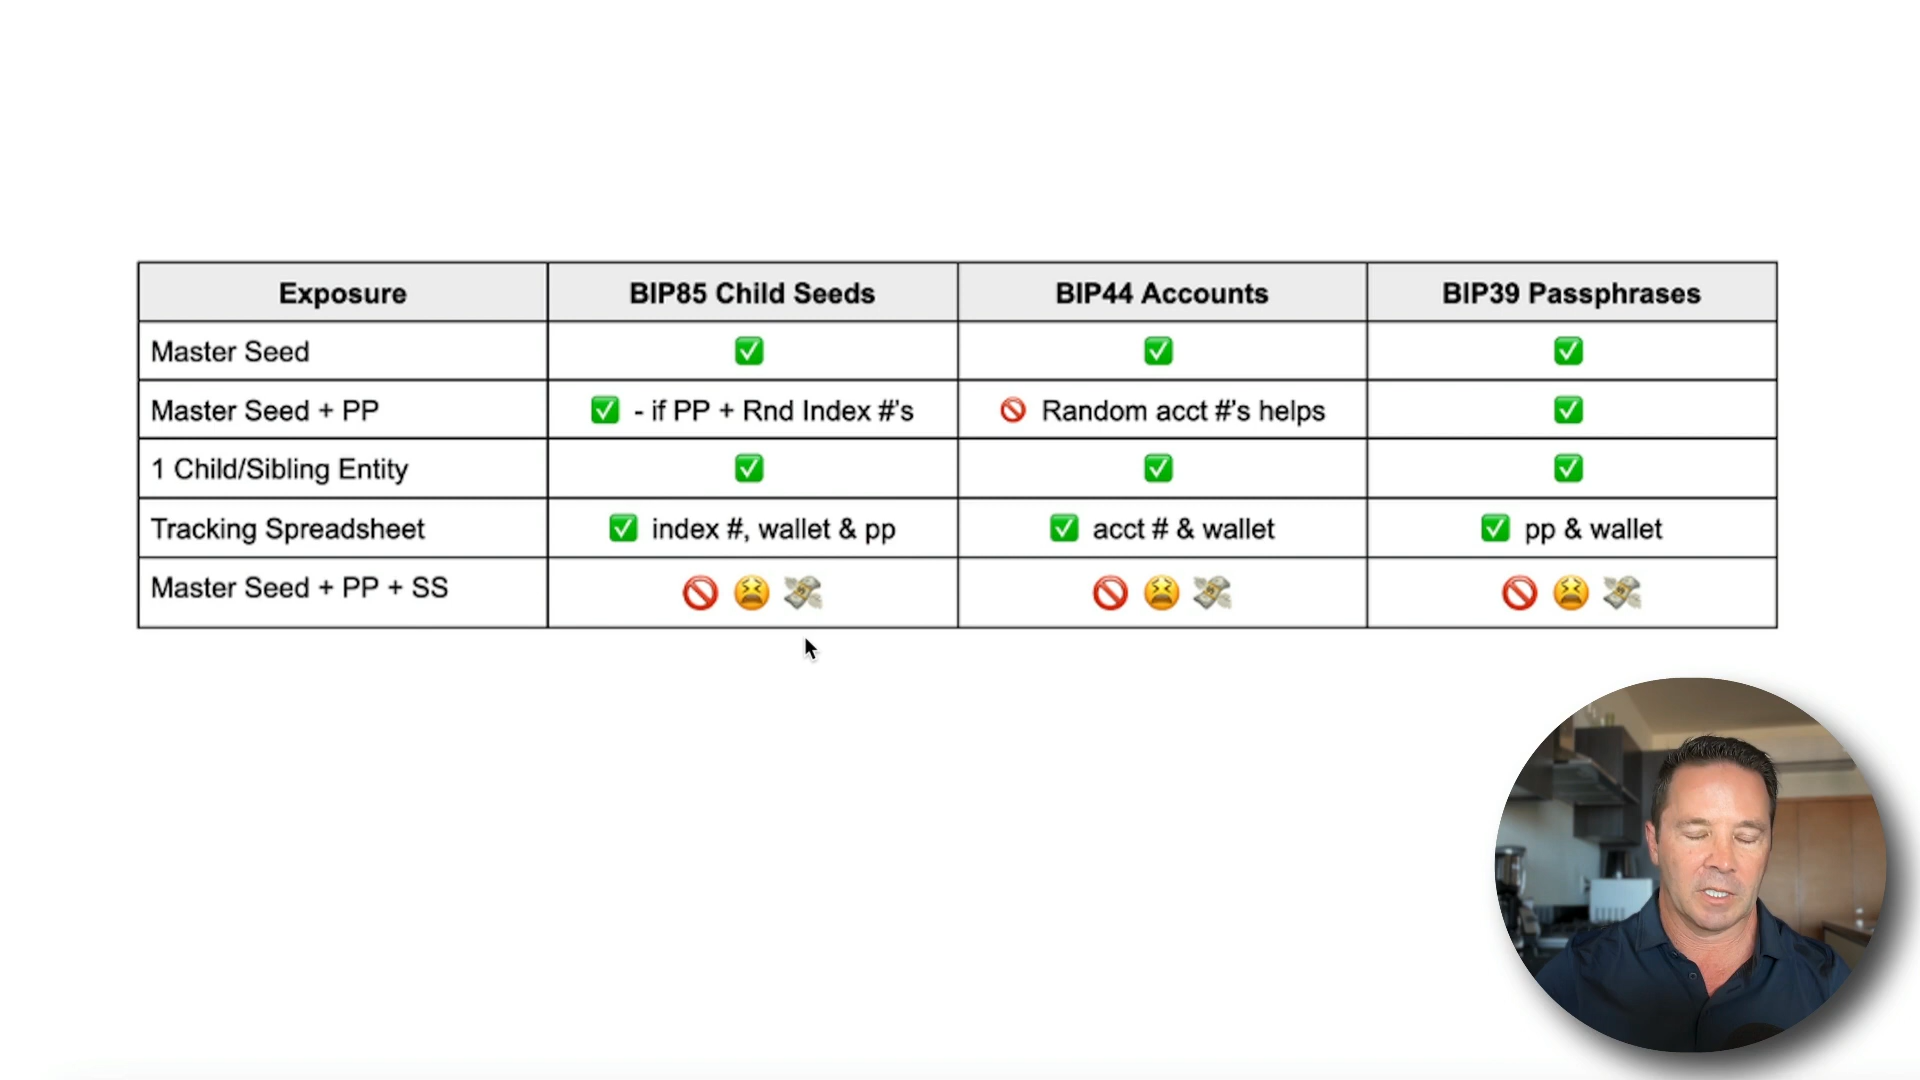 Exposure BIP85 Child Seeds BIP44 Accounts BIP39 Passphrases
Master Seed ✅ ✅ ✅
Master Seed + PP ✅ - if PP + Rnd Index #'s 🚫 Random acct #'s helps ✅
1 Child/Sibling Entity ✅ ✅ ✅
Tracking Spreadsheet ✅ index #, wallet & pp ✅ acct # & wallet ✅ pp & wallet
Master Seed + PP + SS 🚫 😫 💸 🚫 😫 💸 🚫 😫 💸